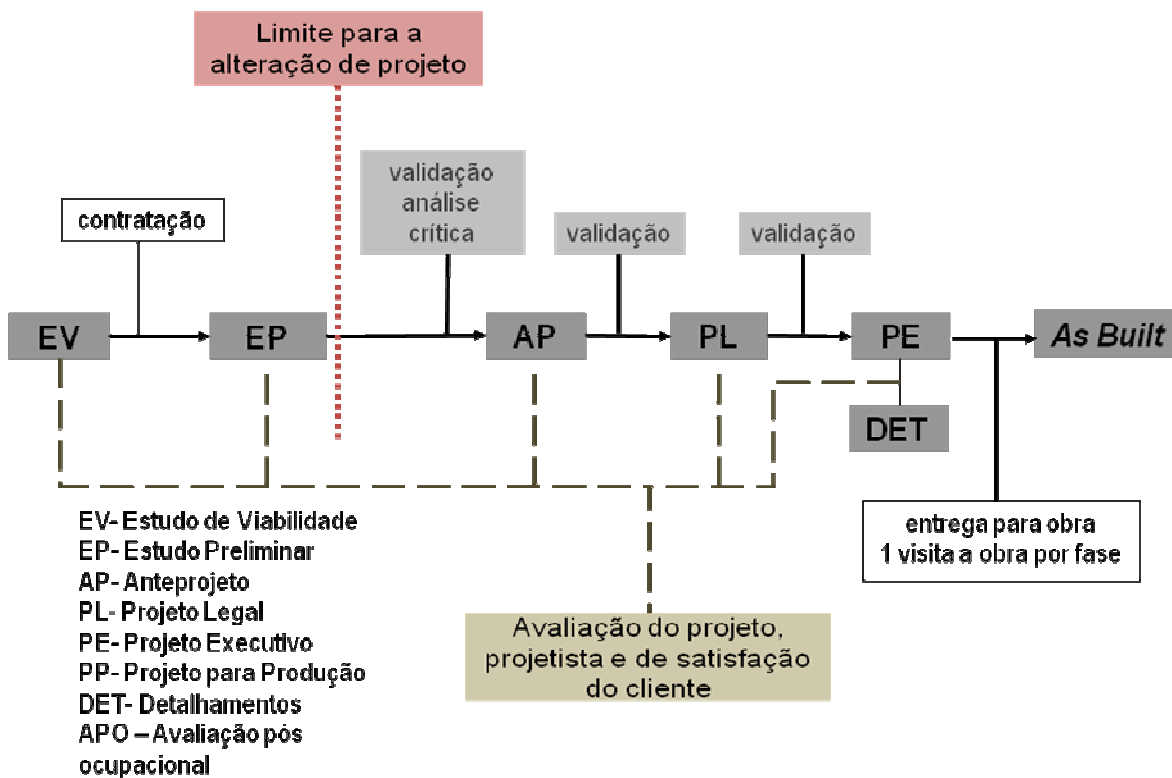 Limite para a
alteração de projeto
validação
análise
crítica
contratação
validação
validação
EV
EP
AP
PL
PE
As Built
DET
EV- Estudo de Viabilidade
EP- Estudo Preliminar
AP- Anteprojeto
PL- Projeto Legal
PE- Projeto Executivo
PP- Projeto para Produção
DET- Detalhamentos
APO – Avaliação pós
ocupacional
entrega para obra
1 visita a obra por fase
Avaliação do projeto,
projetista e de satisfação
do cliente